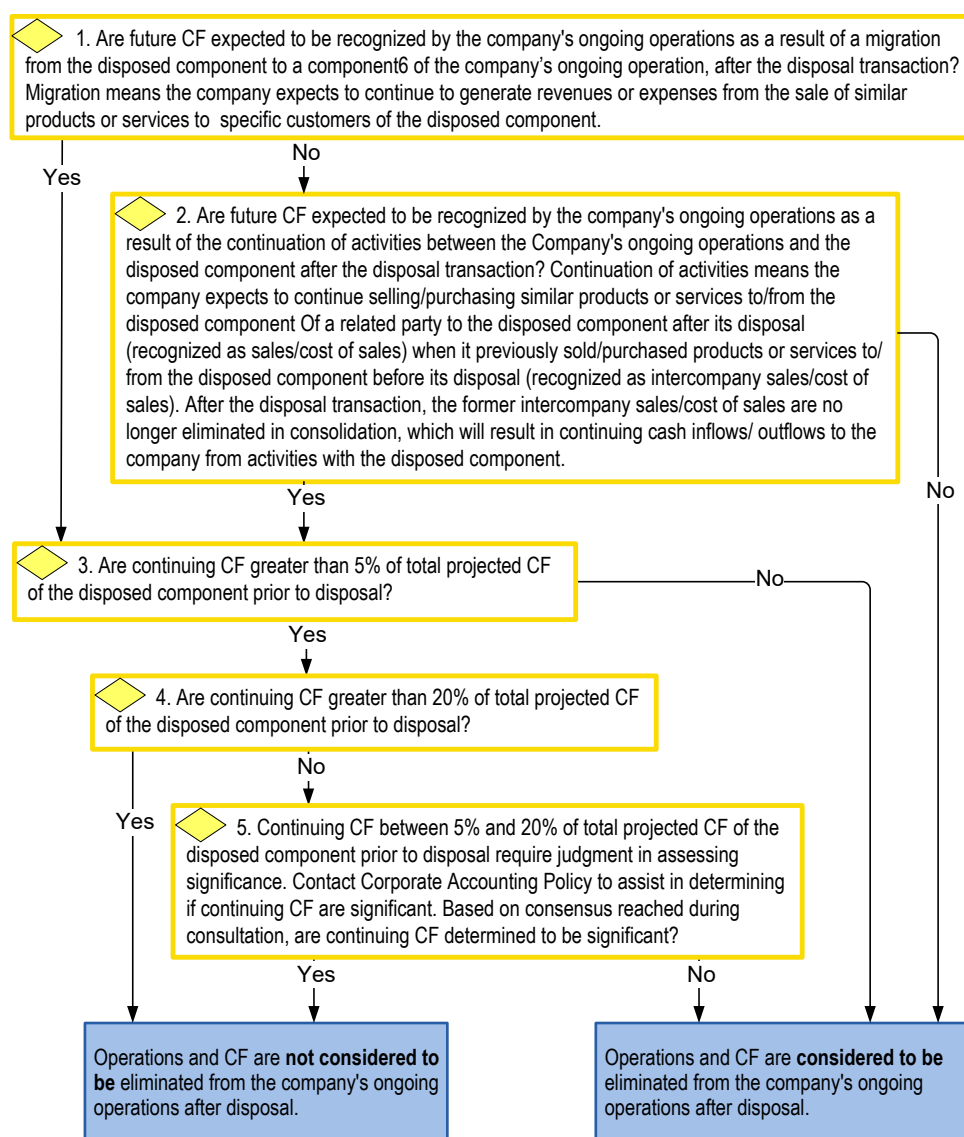 1. Are future CF expected to be recognized by the company's ongoing operations as a result of a migration
from the disposed component to a component6 of the company’s ongoing operation, after the disposal transaction?
Migration means the company expects to continue to generate revenues or expenses from the sale of similar
products or services to specific customers of the disposed component.
No
Yes
2. Are future CF expected to be recognized by the company's ongoing operations as a
result of the continuation of activities between the Company's ongoing operations and the
disposed component after the disposal transaction? Continuation of activities means the
company expects to continue selling/purchasing similar products or services to/from the
disposed component Of a related party to the disposed component after its disposal
(recognized as sales/cost of sales) when it previously sold/purchased products or services to/
from the disposed component before its disposal (recognized as intercompany sales/cost of
sales). After the disposal transaction, the former intercompany sales/cost of sales are no
longer eliminated in consolidation, which will result in continuing cash inflows/ outflows to the
company from activities with the disposed component.
No
Yes
3. Are continuing CF greater than 5% of total projected CF
of the disposed component prior to disposal?
No
Yes
4. Are continuing CF greater than 20% of total projected CF
of the disposed component prior to disposal?
No
Yes
5. Continuing CF between 5% and 20% of total projected CF of the
disposed component prior to disposal require judgment in assessing
significance. Contact Corporate Accounting Policy to assist in determining
if continuing CF are significant. Based on consensus reached during
consultation, are continuing CF determined to be significant?
Yes
No
Operations and CF are not considered to
be eliminated from the company's ongoing
operations after disposal.
Operations and CF are considered to be
eliminated from the company's ongoing
operations after disposal.